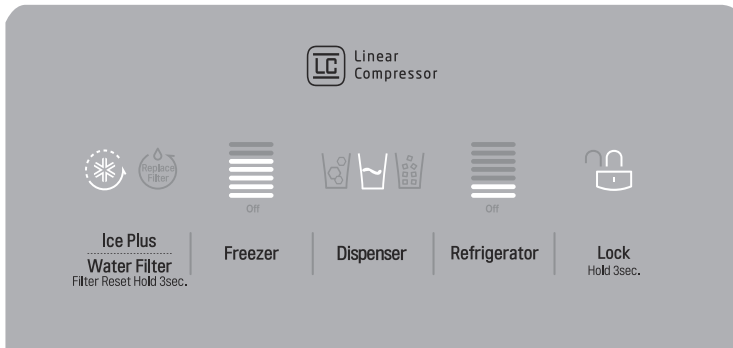 LC
Linear
Compressor
Replace
Filter
Off
Off
Ice Plus
Water Filter
Filter Reset Hold 3sec.
Freezer
Dispenser
Refrigerator
Lock
Hold 3sec.